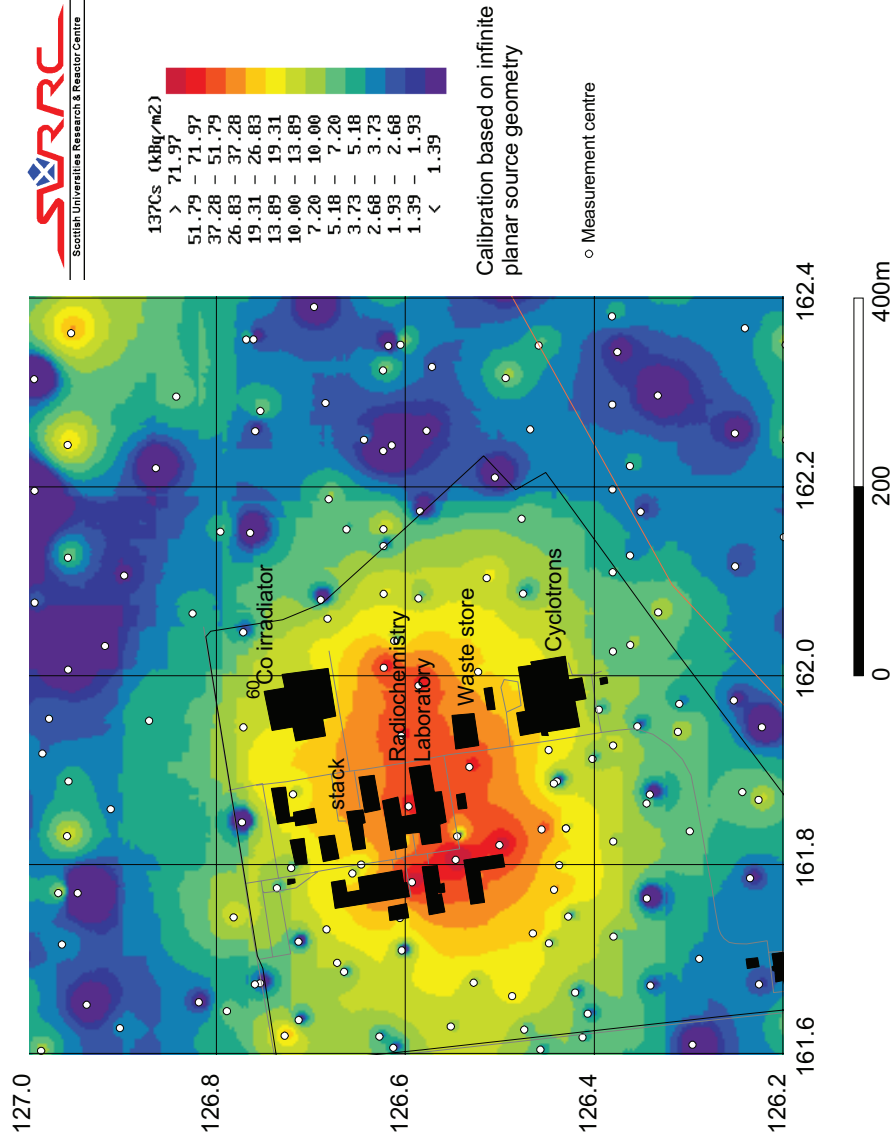 SURRC
Scottish Universities Research & Reactor Centre
137Cs (kBq/m2)
> 71.97
51.79 - 71.97
37.28 - 51.79
26.83 - 37.28
19.31 - 26.83
13.89 - 19.31
10.00 - 13.89
7.20 - 10.00
5.18 - 7.20
3.73 - 5.18
2.68 - 3.73
1.93 - 2.68
1.39 - 1.93
< 1.39
Calibration based on infinite
planar source geometry
Measurement centre
127.0
126.8
126.6
126.4
126.2
161.6
161.8
162.0
162.2
162.4
60Co irradiator
stack
Radiochemistry
Laboratory
Waste store
Cyclotrons
0
200
400m